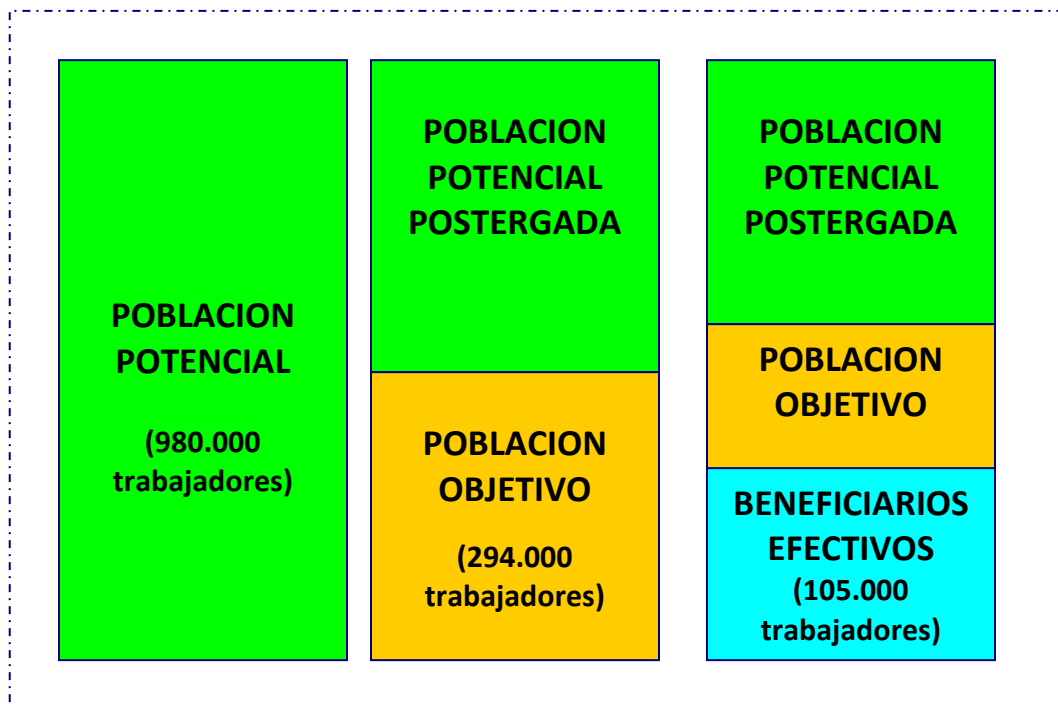 POBLACION
POTENCIAL
(980.000
trabajadores)
POBLACION
POTENCIAL
POSTERGADA
POBLACION
OBJETIVO
(294.000
trabajadores)
POBLACION
POTENCIAL
POSTERGADA
POBLACION
OBJETIVO
BENEFICIARIOS
EFECTIVOS
(105.000
trabajadores)